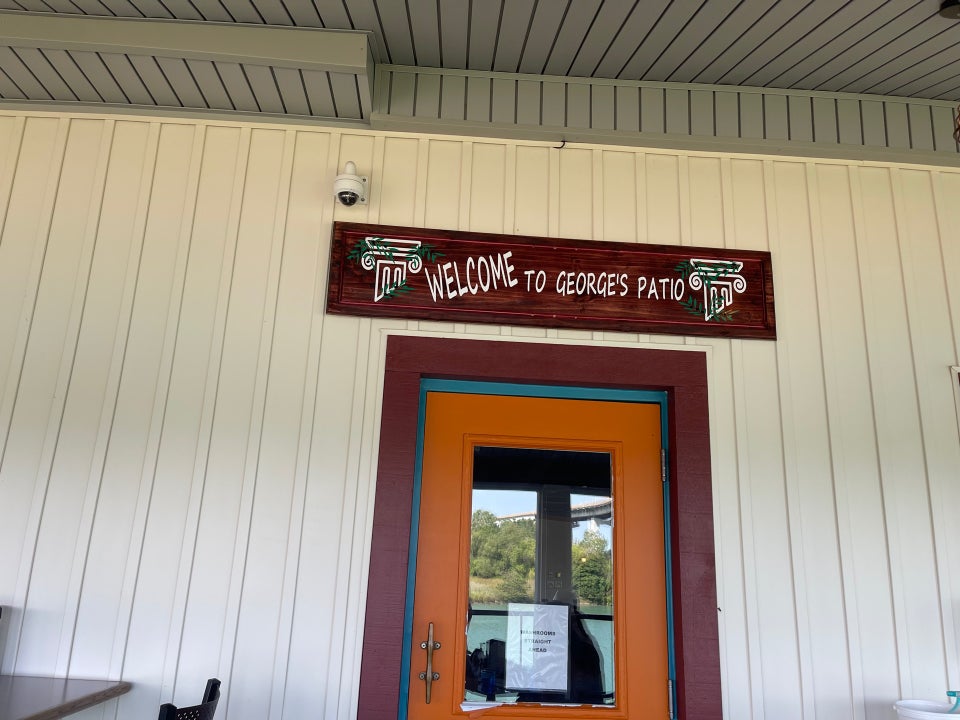 WELCOME TO GEORGE'S PATIO
WASHROOMS
STRAIGHT
AHEAD